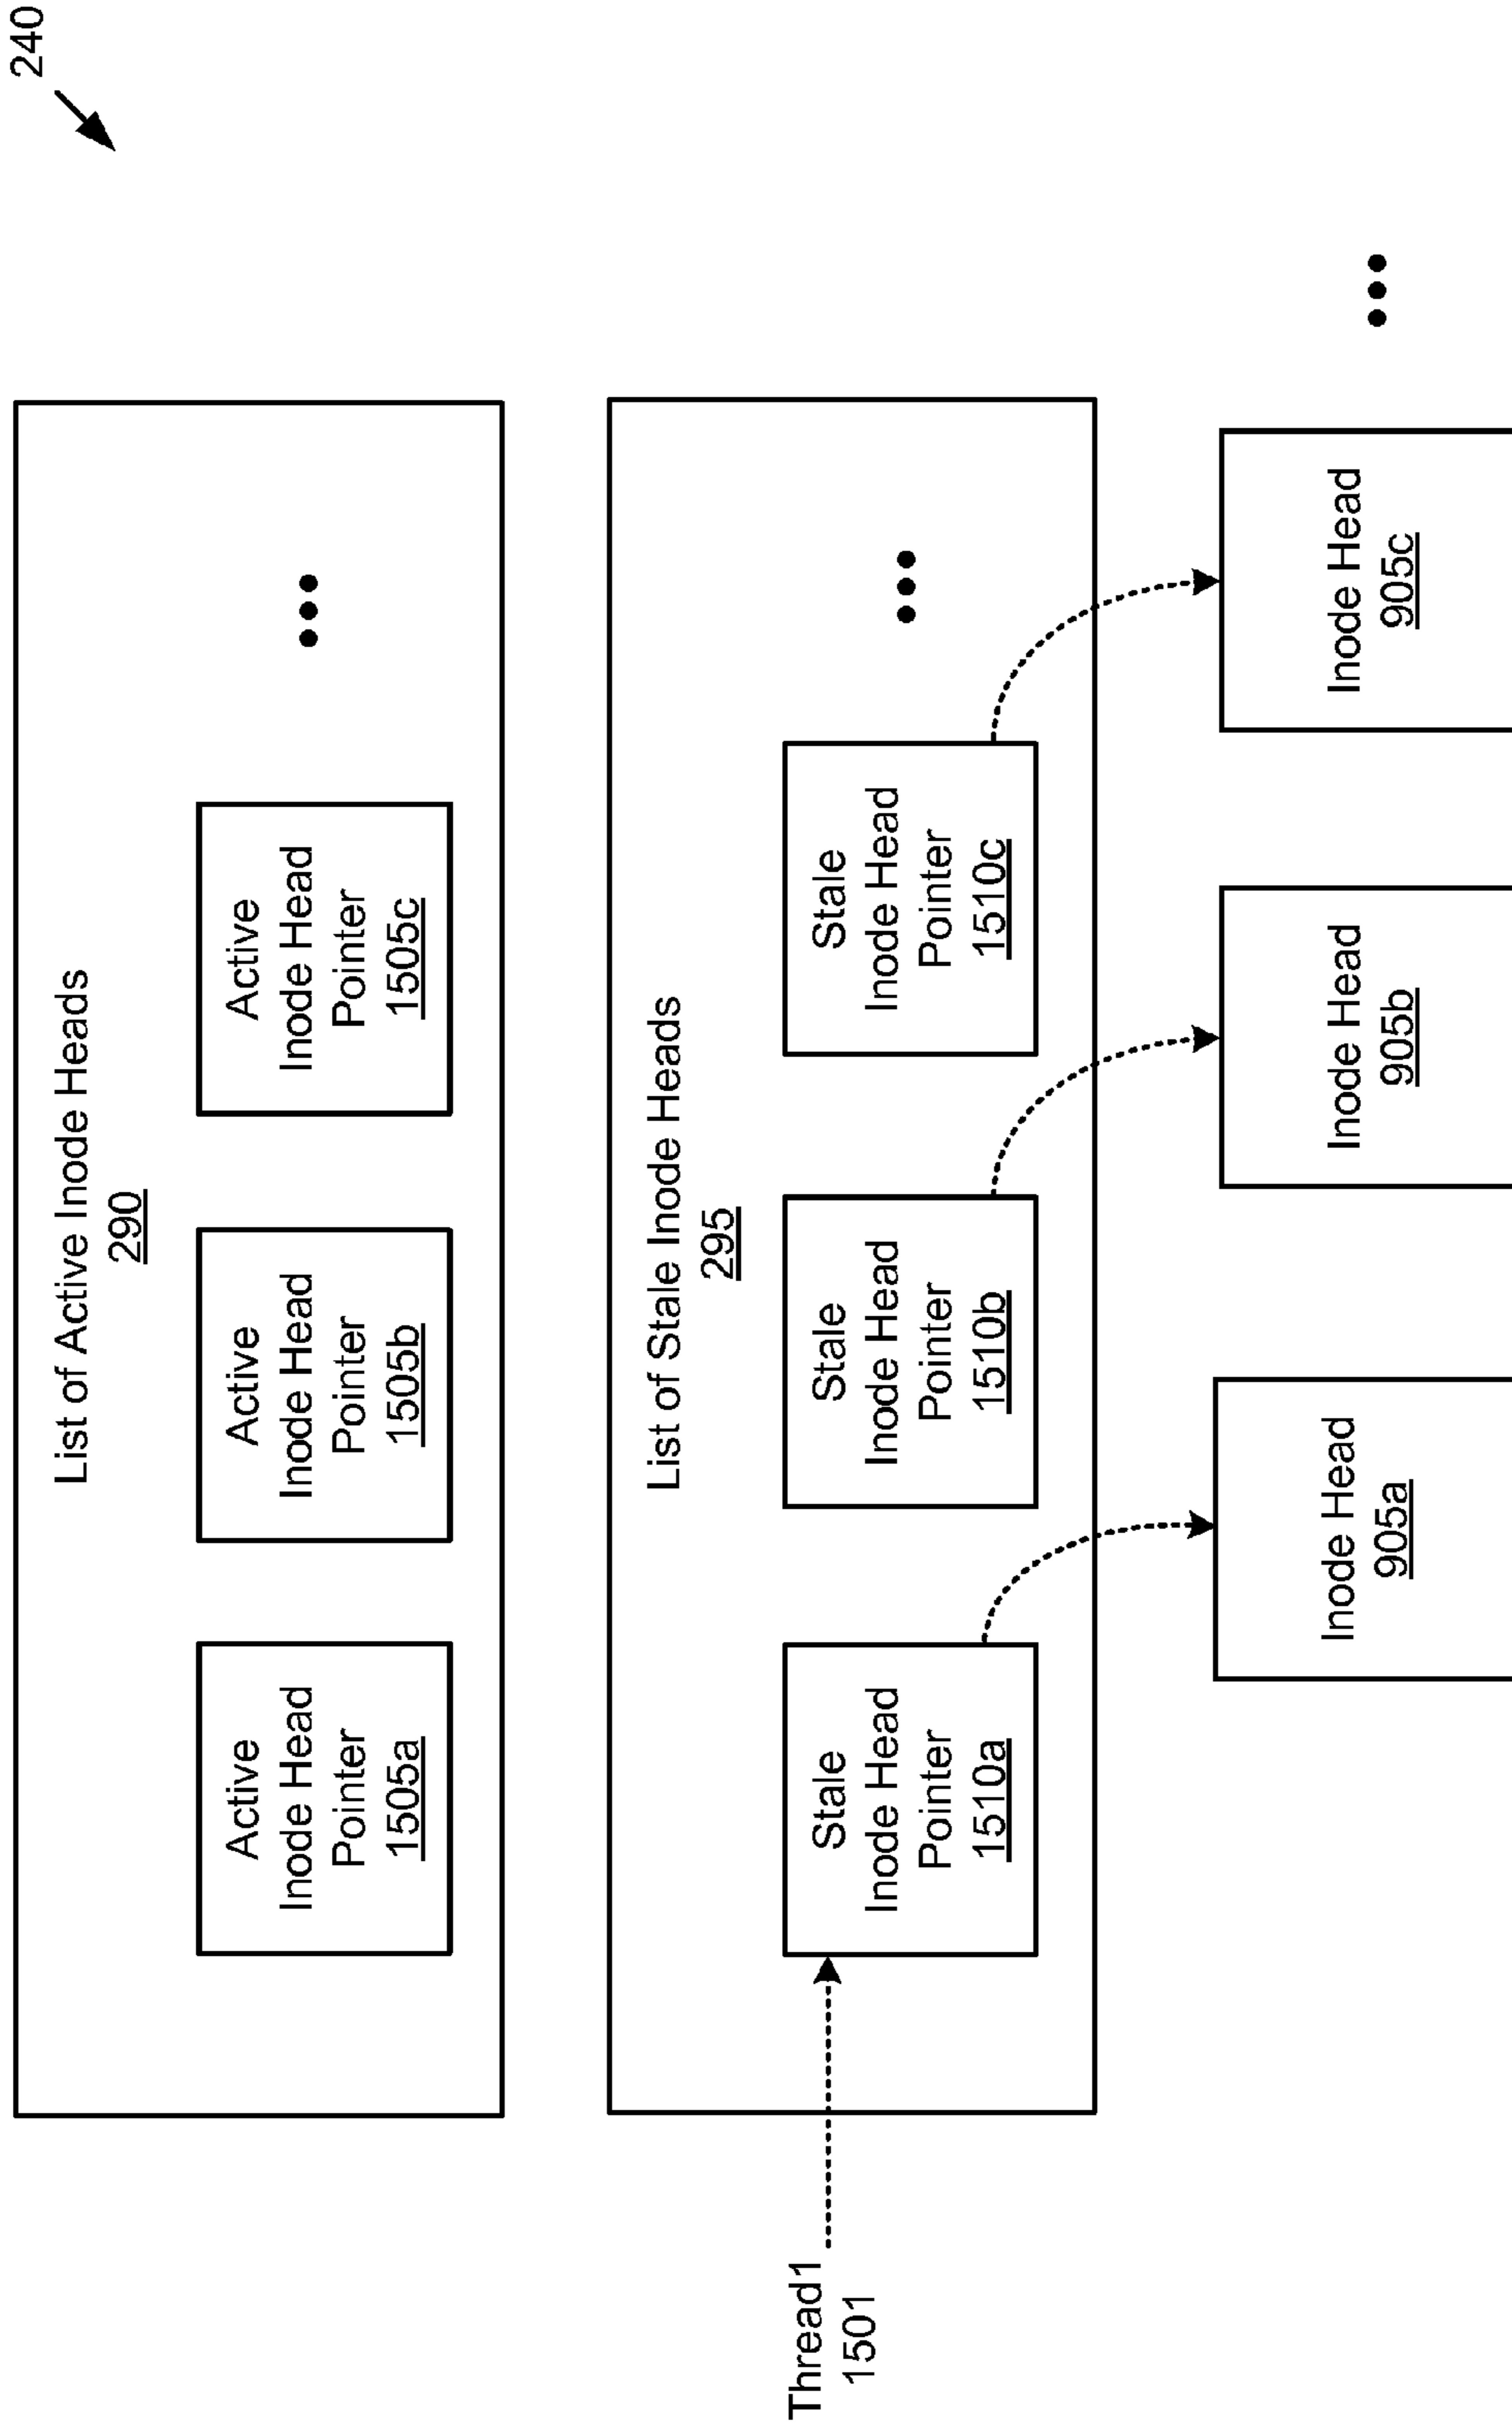 240
List of Active Inode Heads
290
Active
Inode Head
Pointer
1505a
Active
Inode Head
Pointer
1505b
Active
Inode Head
Pointer
1505c
List of Stale Inode Heads
295
Thread1
1501
Stale
Inode Head
Pointer
1510a
Stale
Inode Head
Pointer
1510b
Stale
Inode Head
Pointer
1510c
Inode Head
905a
Inode Head
905b
Inode Head
905c